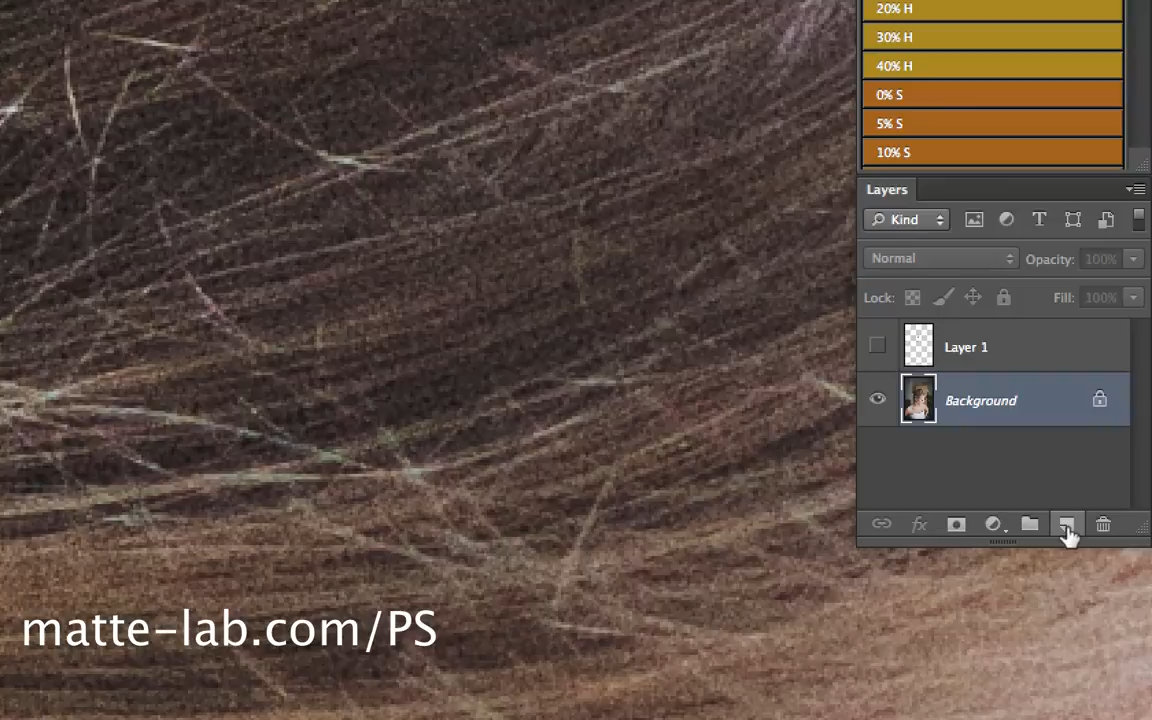 20% H
30% H
40% H
0% S
5% S
10% S
Layers
Kind
Normal
Opacity: 100%
Lock:
Fill: 100%
Layer 1
Background
fx
matte-lab.com/PS